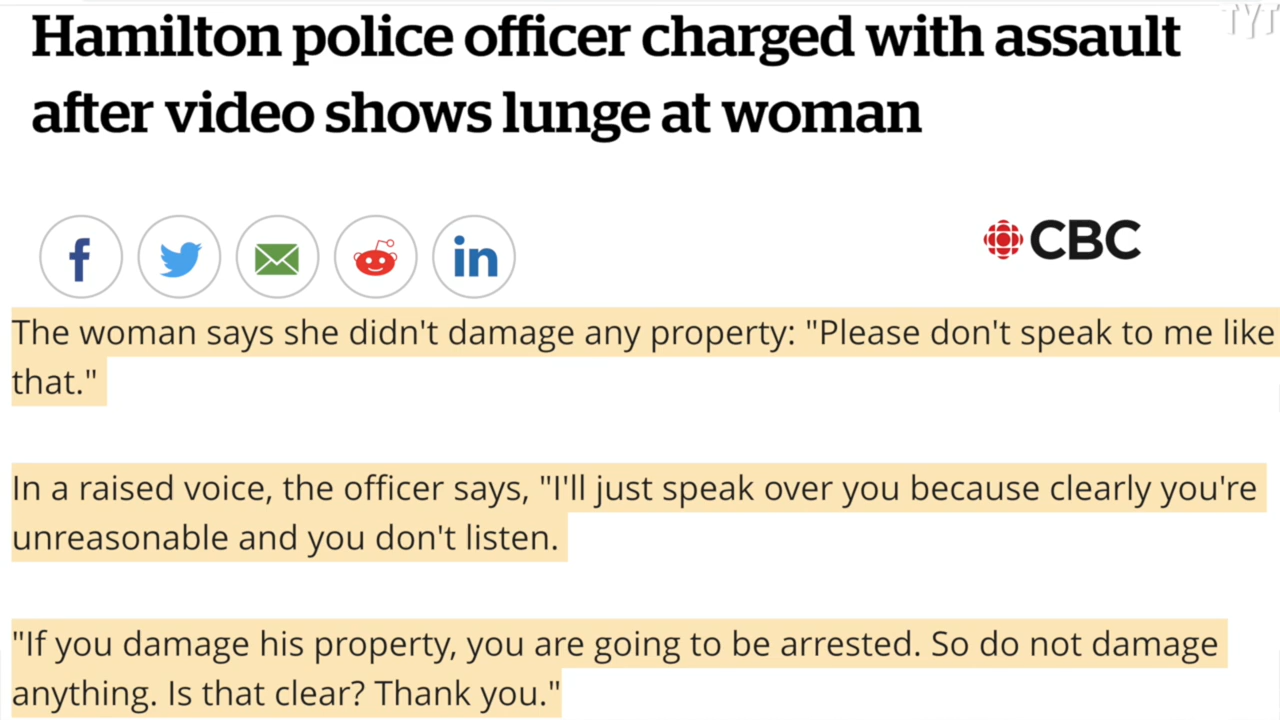 TYT
Hamilton police officer charged with assault
after video shows lunge at woman
f
in
CBC
The woman says she didn't damage any property: "Please don't speak to me like
that."
In a raised voice, the officer says, "I'll just speak over you because clearly you're
unreasonable and you don't listen.
"If you damage his property, you are going to be arrested. So do not damage
anything. Is that clear? Thank you."